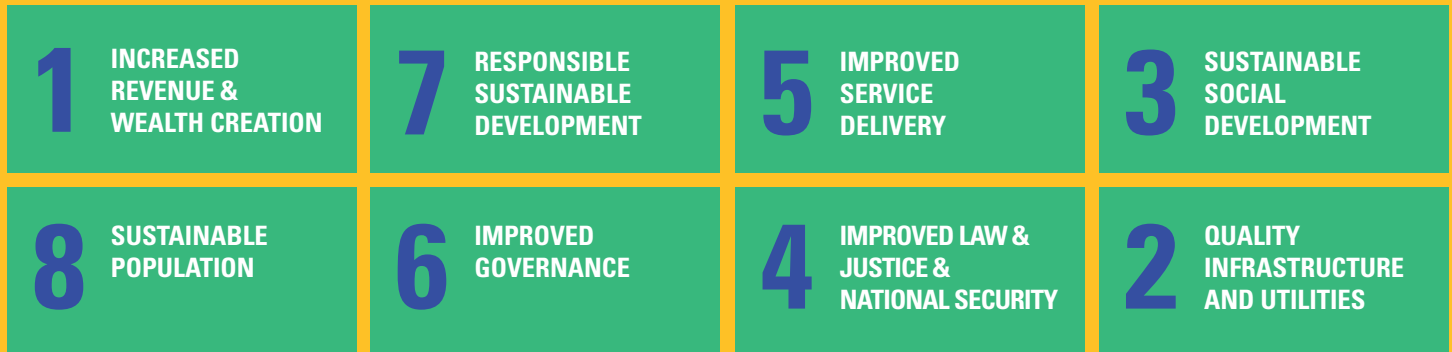 1
INCREASED
REVENUE &
WEALTH CREATION
7
RESPONSIBLE
SUSTAINABLE
DEVELOPMENT
5
IMPROVED
SERVICE
DELIVERY
3
SUSTAINABLE
SOCIAL
DEVELOPMENT
8
SUSTAINABLE
POPULATION
6
IMPROVED
GOVERNANCE
4
IMPROVED LAW &
JUSTICE &
NATIONAL SECURITY
2
QUALITY
INFRASTRUCTURE
AND UTILITIES